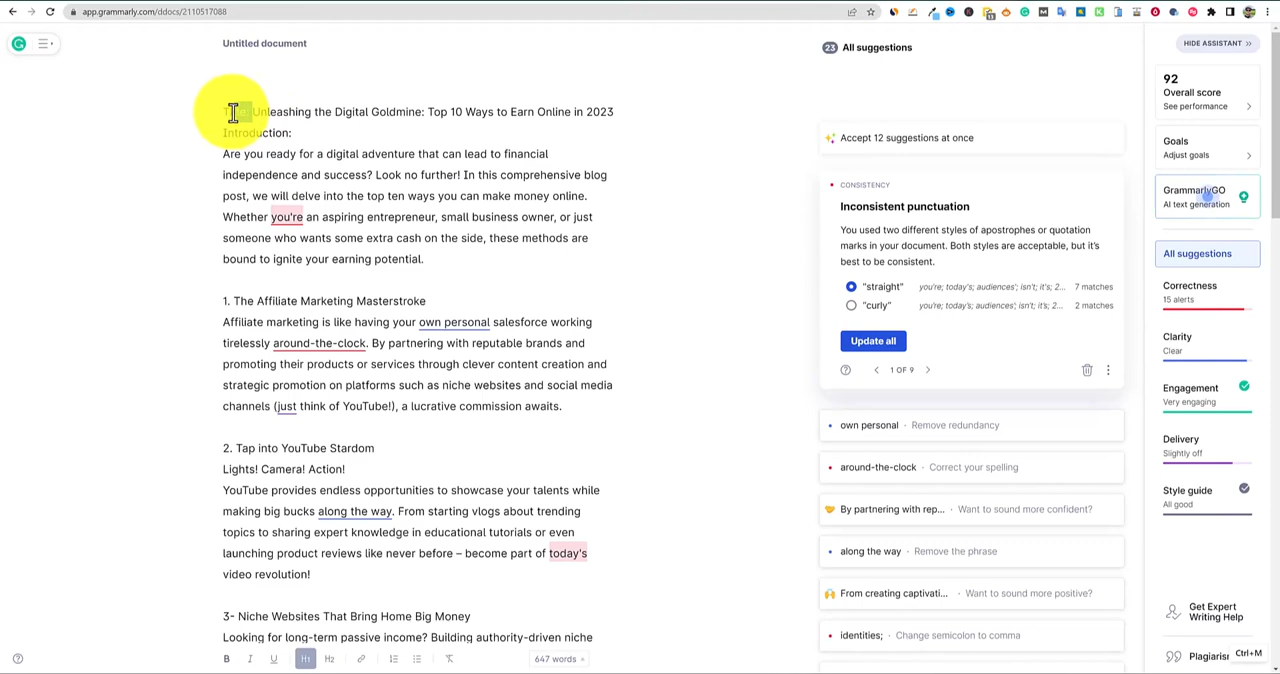 app.grammarly.com/ddocs/2110517088
Untitled document
23 All suggestions
HIDE ASSISTANT
Unleashing the Digital Goldmine: Top 10 Ways to Earn Online in 2023
Introduction:
Are you ready for a digital adventure that can lead to financial
independence and success? Look no further! In this comprehensive blog
post, we will delve into the top ten ways you can make money online.
Whether you're an aspiring entrepreneur, small business owner, or just
someone who wants some extra cash on the side, these methods are
bound to ignite your earning potential.
1. The Affiliate Marketing Masterstroke
Affiliate marketing is like having your own personal salesforce working
tirelessly around-the-clock. By partnering with reputable brands and
promoting their products or services through clever content creation and
strategic promotion on platforms such as niche websites and social media
channels (just think of YouTube!), a lucrative commission awaits.
2. Tap into YouTube Stardom
Lights! Camera! Action!
YouTube provides endless opportunities to showcase your talents while
making big bucks along the way. From starting vlogs about trending
topics to sharing expert knowledge in educational tutorials or even
launching product reviews like never before – become part of today's
video revolution!
3- Niche Websites That Bring Home Big Money
Looking for long-term passive income? Building authority-driven niche
B I U H1 H2
647 words
Accept 12 suggestions at once
CONSISTENCY
Inconsistent punctuation
You used two different styles of apostrophes or quotation
marks in your document. Both styles are acceptable, but it's
best to be consistent.
"straight" you're; today's; audiences'; isn't; it's; 2... 7 matches
"curly" you're; today's; audiences'; isn't; it's; 2... 2 matches
Update all
1 OF 9
own personal · Remove redundancy
around-the-clock · Correct your spelling
By partnering with rep... · Want to sound more confident?
along the way · Remove the phrase
From creating captivati... · Want to sound more positive?
identities; · Change semicolon to comma
92
Overall score
See performance
Goals
Adjust goals
GrammarlyGO
AI text generation
All suggestions
Correctness
15 alerts
Clarity
Clear
Engagement
Very engaging
Delivery
Slightly off
Style guide
All good
Get Expert
Writing Help
Plagiaris
Ctrl+M